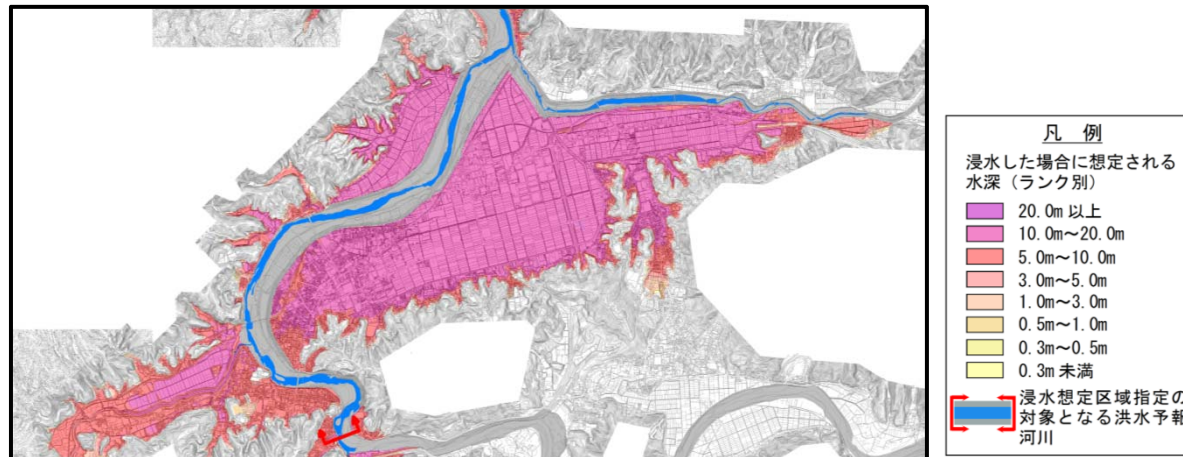 凡 例
浸水した場合に想定される
水深（ランク別）
20.0m 以上
10.0m～20.0m
5.0m～10.0m
3.0m～5.0m
1.0m～3.0m
0.5m～1.0m
0.3m～0.5m
0.3m 未満
浸水想定区域指定の
対象となる洪水予報
河川